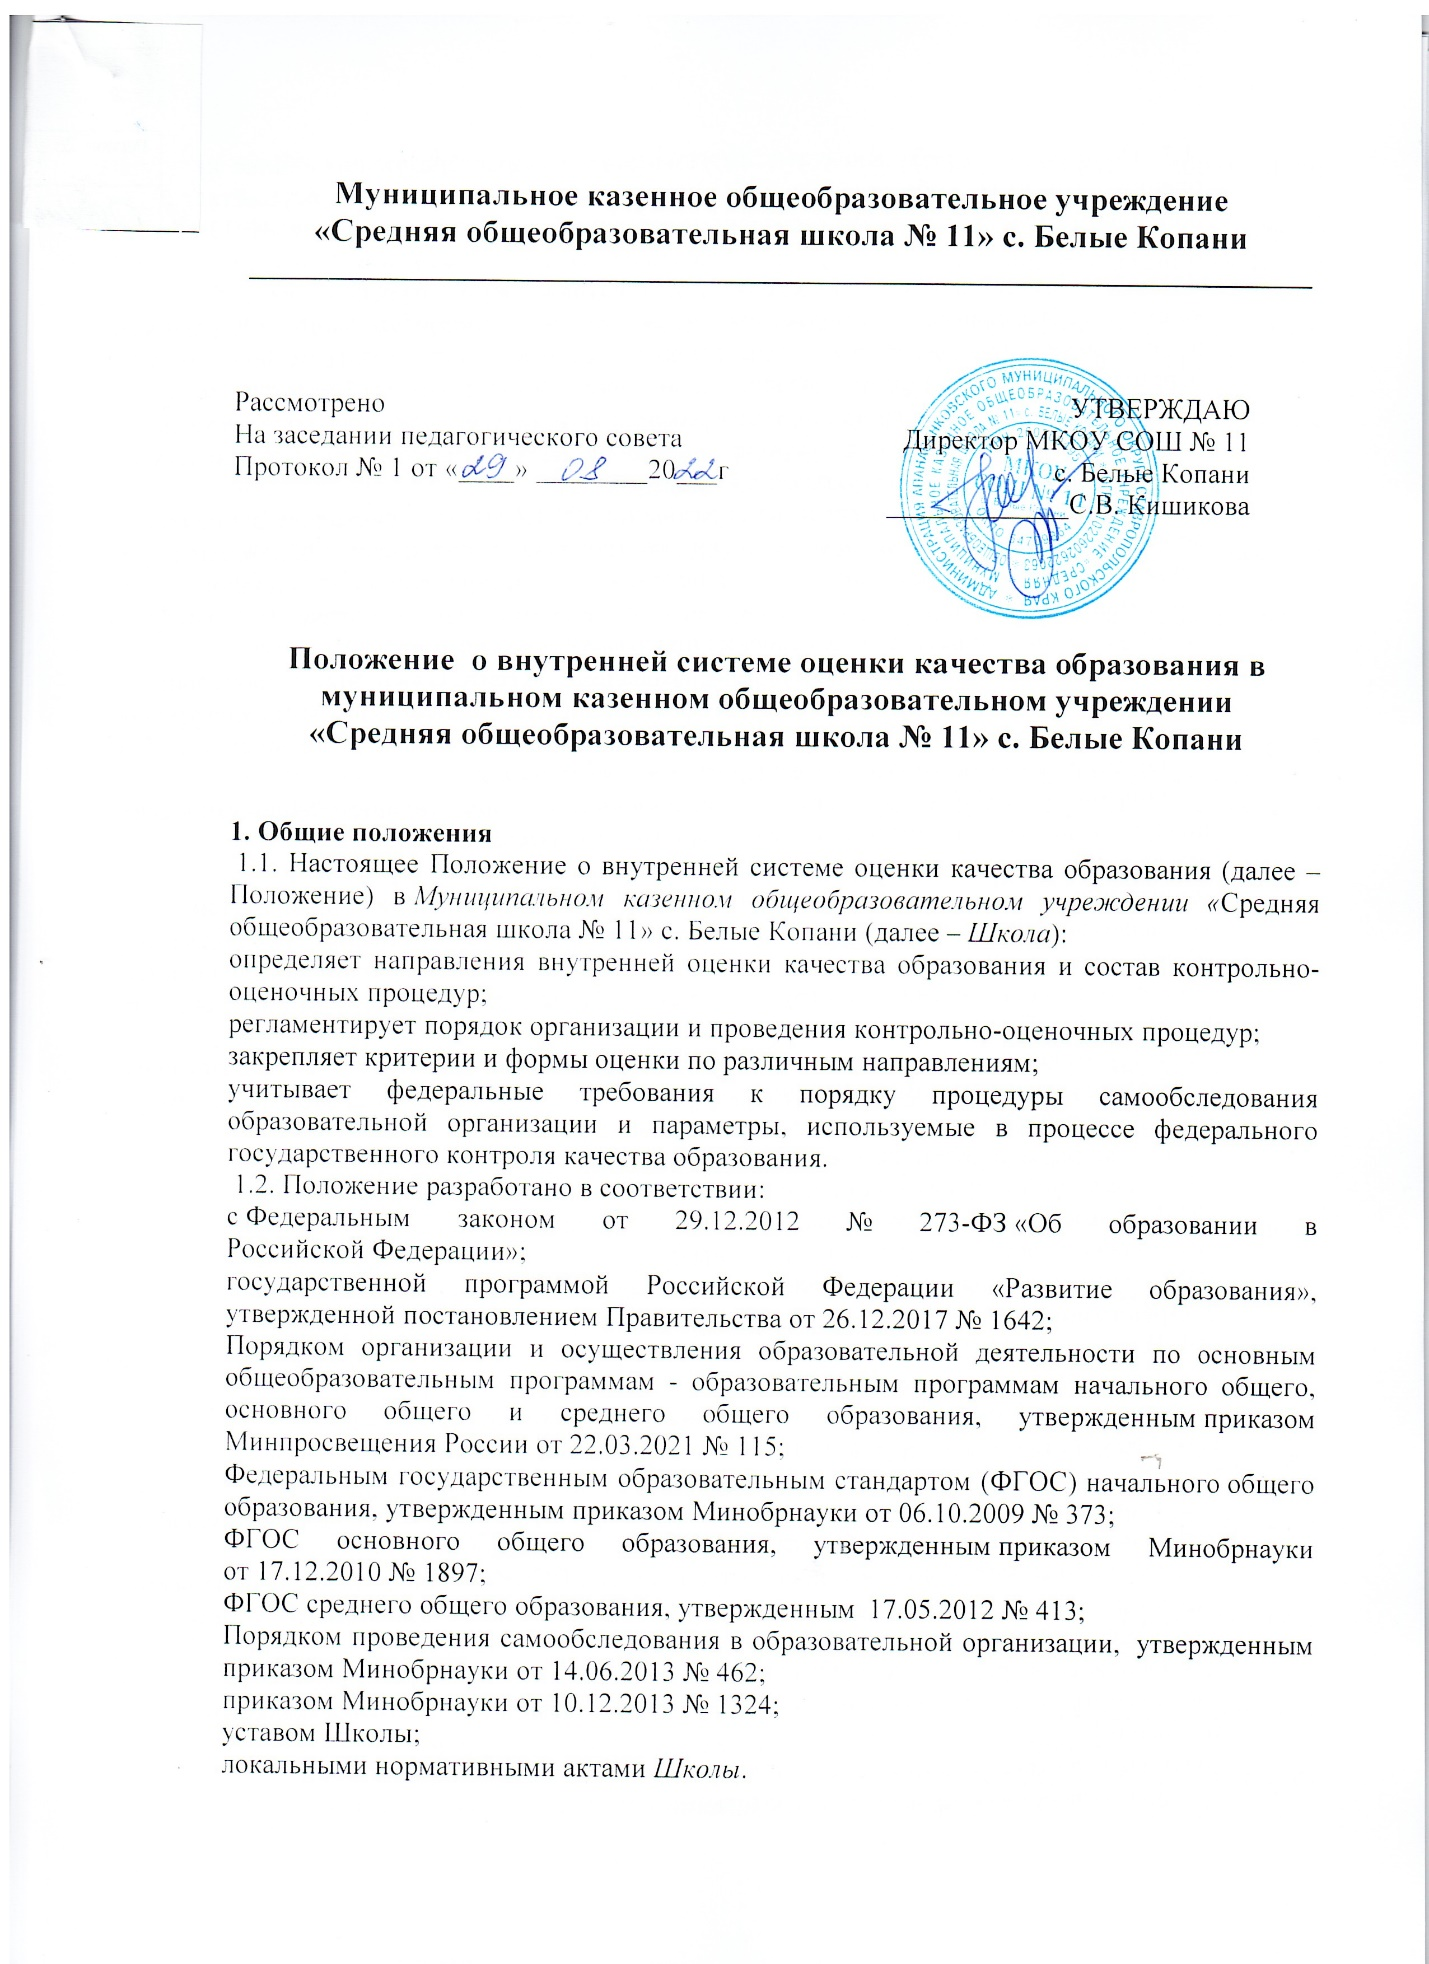 Муниципальное казенное общеобразовательное учреждение
«Средняя общеобразовательная школа № 11» с. Белые Копани
Рассмотрено
На заседании педагогического совета
Протокол № 1 от «29» 08 2022г
УТВЕРЖДАЮ
Директор МКОУ СОШ № 11
с. Белые Копани
С.В. Кишикова
Положение о внутренней системе оценки качества образования в
муниципальном казенном общеобразовательном учреждении
«Средняя общеобразовательная школа № 11» с. Белые Копани
1. Общие положения
1.1. Настоящее Положение о внутренней системе оценки качества образования (далее –
Положение) в Муниципальном казенном общеобразовательном учреждении «Средняя
общеобразовательная школа № 11» с. Белые Копани (далее – Школа):
определяет направления внутренней оценки качества образования и состав контрольно-
оценочных процедур;
регламентирует порядок организации и проведения контрольно-оценочных процедур;
закрепляет критерии и формы оценки по различным направлениям;
учитывает федеральные требования к порядку процедуры самообследования
образовательной организации и параметры, используемые в процессе федерального
государственного контроля качества образования.
1.2. Положение разработано в соответствии:
с Федеральным законом от 29.12.2012 № 273-ФЗ «Об образовании в
Российской Федерации»;
государственной программой Российской Федерации «Развитие образования»,
утвержденной постановлением Правительства от 26.12.2017 № 1642;
Порядком организации и осуществления образовательной деятельности по основным
общеобразовательным программам - образовательным программам начального общего,
основного общего и среднего общего образования, утвержденным приказом
Минпросвещения России от 22.03.2021 № 115;
Федеральным государственным образовательным стандартом (ФГОС) начального общего
образования, утвержденным приказом Минобрнауки от 06.10.2009 № 373;
ФГОС основного общего образования, утвержденным приказом Минобрнауки
от 17.12.2010 № 1897;
ФГОС среднего общего образования, утвержденным 17.05.2012 № 413;
Порядком проведения самообследования в образовательной организации, утвержденным
приказом Минобрнауки от 14.06.2013 № 462;
приказом Минобрнауки от 10.12.2013 № 1324;
уставом Школы;
локальными нормативными актами Школы.